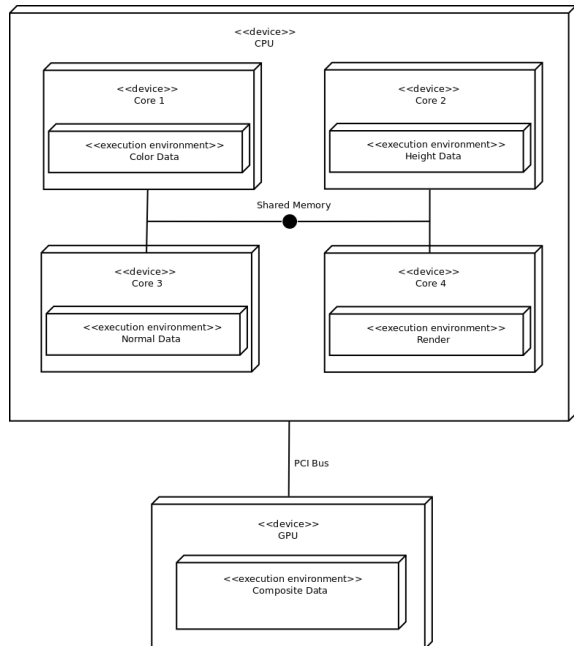 <<device>>
CPU
<<device>>
Core 1
<<execution environment>>
Color Data
<<device>>
Core 2
<<execution environment>>
Height Data
Shared Memory
<<device>>
Core 3
<<execution environment>>
Normal Data
<<device>>
Core 4
<<execution environment>>
Render
PCI Bus
<<device>>
GPU
<<execution environment>>
Composite Data